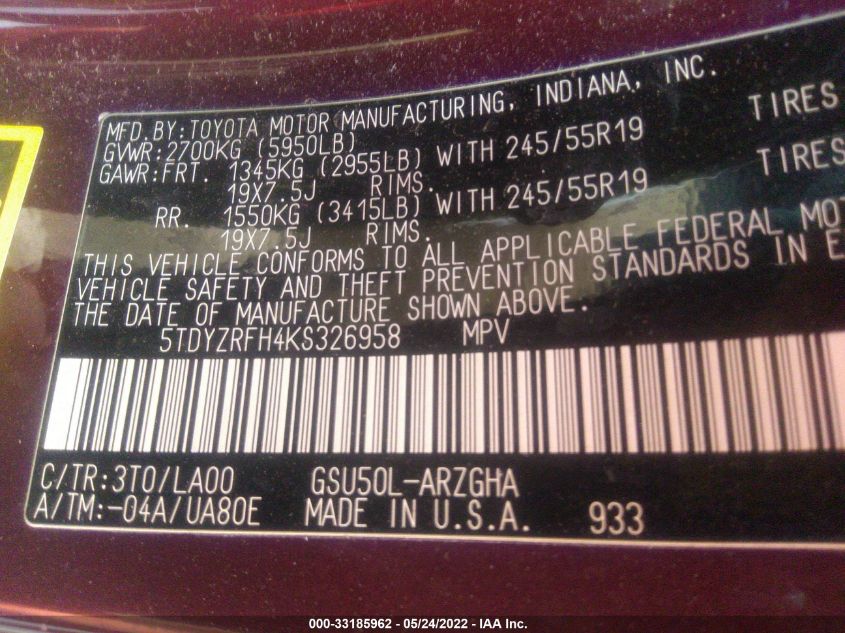 MFD.BY:TOYOTA MOTOR MANUFACTURING, INDIANA, INC.
GVWR:2700KG (5950LB)
GAWR:FRT. 1345KG (2955LB) WITH 245/55R19 TIRES
19X7.5J RIMS.
RR. 1550KG (3415LB) WITH 245/55R19 TIRES
19X7.5J RIMS.
THIS VEHICLE CONFORMS TO ALL APPLICABLE FEDERAL MO
VEHICLE SAFETY AND THEFT PREVENTION STANDARDS IN E
THE DATE OF MANUFACTURE SHOWN ABOVE.
5TDYZRFH4KS326958 MPV
C/TR:3T0/LA00 GSU50L-ARZGHA
A/TM:-04A/UA80E MADE IN U.S.A. 933
000-33185962 - 05/24/2022 - IAA Inc.